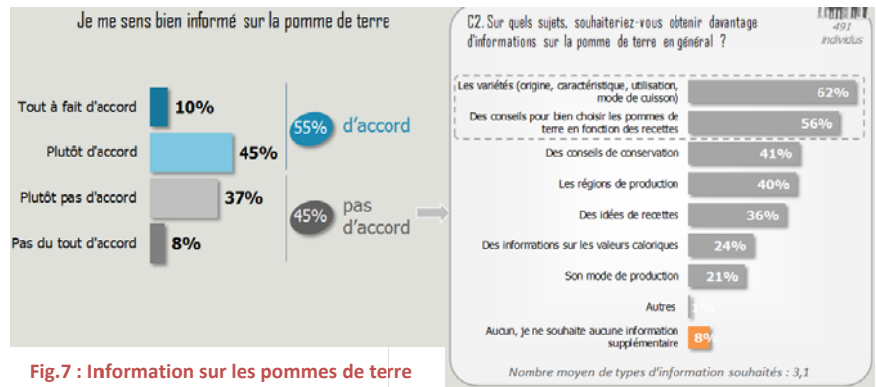 Je me sens bien informé sur la pomme de terre
Tout à fait d'accord
10%
Plutôt d'accord
45%
Plutôt pas d'accord
37%
Pas du tout d'accord
8%
55% d'accord
45% pas
d'accord
C2. Sur quels sujets, souhaiteriez-vous obtenir davantage
d'informations sur la pomme de terre en général ?
491
individus
Les variétés (origine, caractéristique, utilisation,
mode de cuisson)
62%
Des conseils pour bien choisir les pommes de
terre en fonction des recettes
56%
Des conseils de conservation
41%
Les régions de production
40%
Des idées de recettes
36%
Des informations sur les valeurs caloriques
24%
Son mode de production
21%
Autres
Aucun, je ne souhaite aucune information
supplémentaire
8%
Nombre moyen de types d'information souhaités : 3,1
Fig.7 : Information sur les pommes de terre